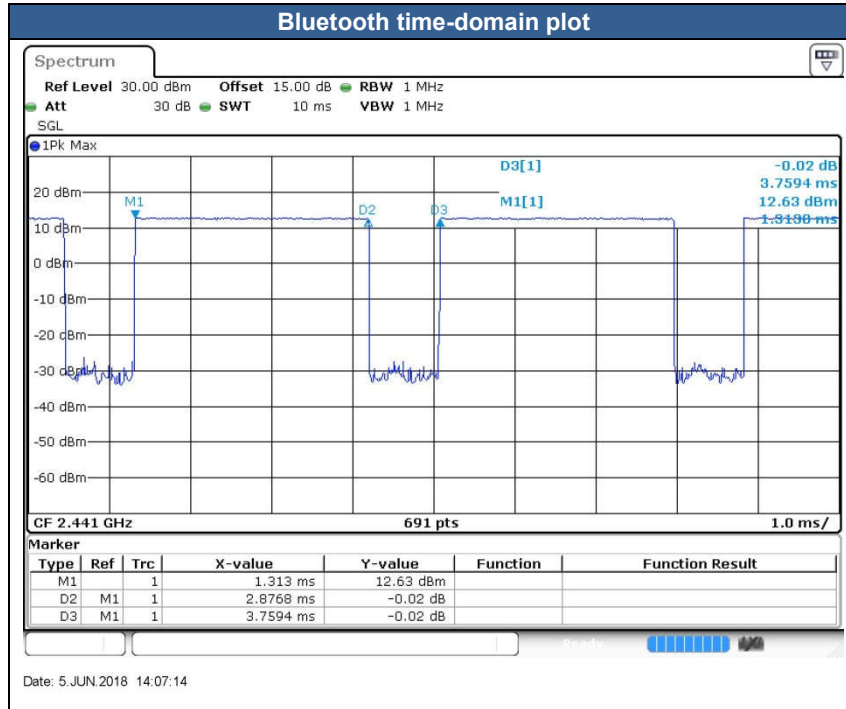 Bluetooth time-domain plot
Spectrum
Ref Level 30.00 dBm Offset 15.00 dB RBW 1 MHz
Att 30 dB SWT 10 ms VBW 1 MHz
SGL
1Pk Max
D3[1] -0.02 dB
3.7594 ms
M1[1] 12.63 dBm
1.3130 ms
20 dBm
M1
D2
D3
10 dBm
0 dBm
-10 dBm
-20 dBm
-30 dBm
-40 dBm
-50 dBm
-60 dBm
CF 2.441 GHz 691 pts 1.0 ms/
Marker
Type Ref Trc X-value Y-value Function Function Result
M1 1 1.313 ms 12.63 dBm
D2 M1 1 2.8768 ms -0.02 dB
D3 M1 1 3.7594 ms -0.02 dB
Ready
Date: 5.JUN.2018 14:07:14